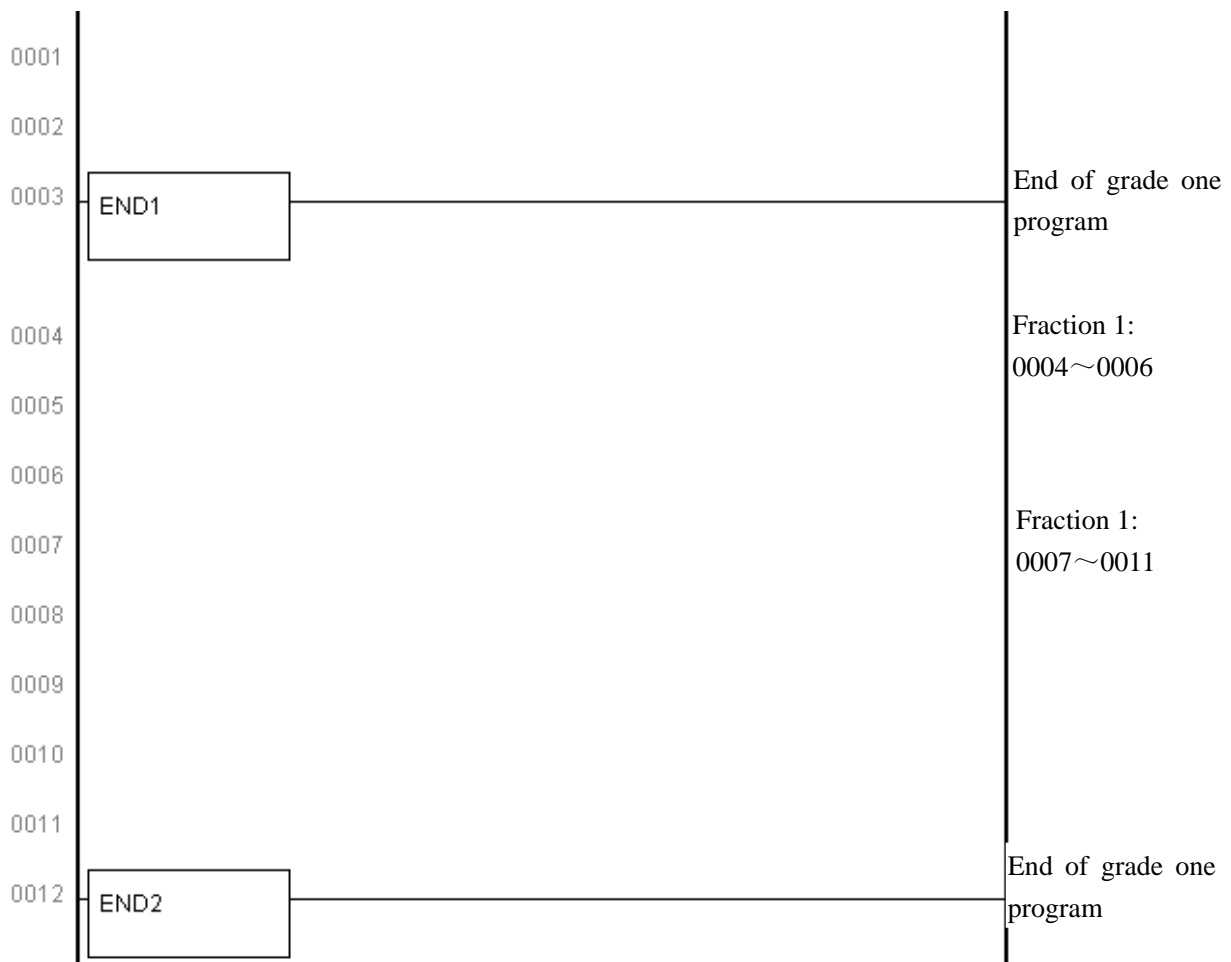 0001
0002
0003
END1
End of grade one
program
0004
Fraction 1:
0004～0006
0005
0006
0007
Fraction 1:
0007～0011
0008
0009
0010
0011
0012
END2
End of grade one
program